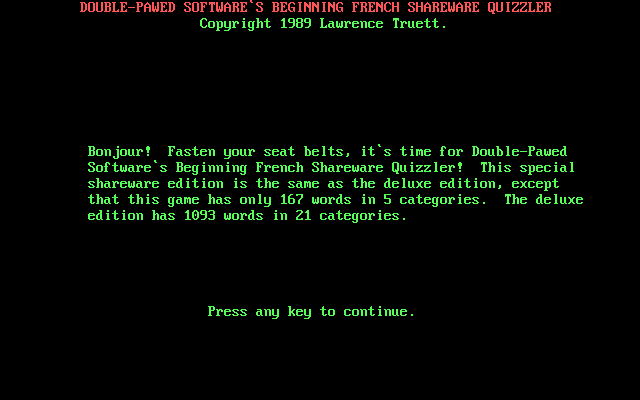 DOUBLE-PAWED SOFTWARE`S BEGINNING FRENCH SHAREWARE QUIZZLER
Copyright 1989 Lawrence Truett.
Bonjour!  Fasten your seat belts, it`s time for Double-Pawed
Software`s Beginning French Shareware Quizzler!  This special
shareware edition is the same as the deluxe edition, except
that this game has only 167 words in 5 categories.  The deluxe
edition has 1093 words in 21 categories.
Press any key to continue.